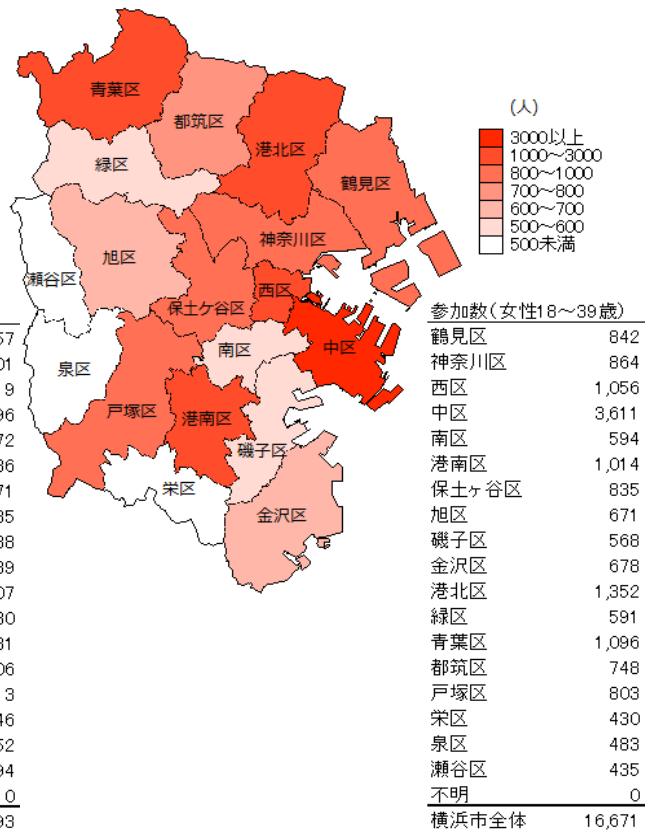 青葉区
都筑区
港北区
緑区
鶴見区
神奈川区
旭区
瀬谷区
西区
保土ケ谷区
中区
南区
泉区
戸塚区
港南区
磯子区
栄区
金沢区
(人)
3000以上
1000～3000
800～1000
700～800
600～700
500～600
500未満
参加数(女性18～39歳)
鶴見区 842
神奈川区 864
西区 1,056
中区 3,611
南区 594
港南区 1,014
保土ヶ谷区 835
旭区 671
磯子区 568
金沢区 678
港北区 1,352
緑区 591
青葉区 1,096
都筑区 748
戸塚区 803
栄区 430
泉区 483
瀬谷区 435
不明 0
横浜市全体 16,671